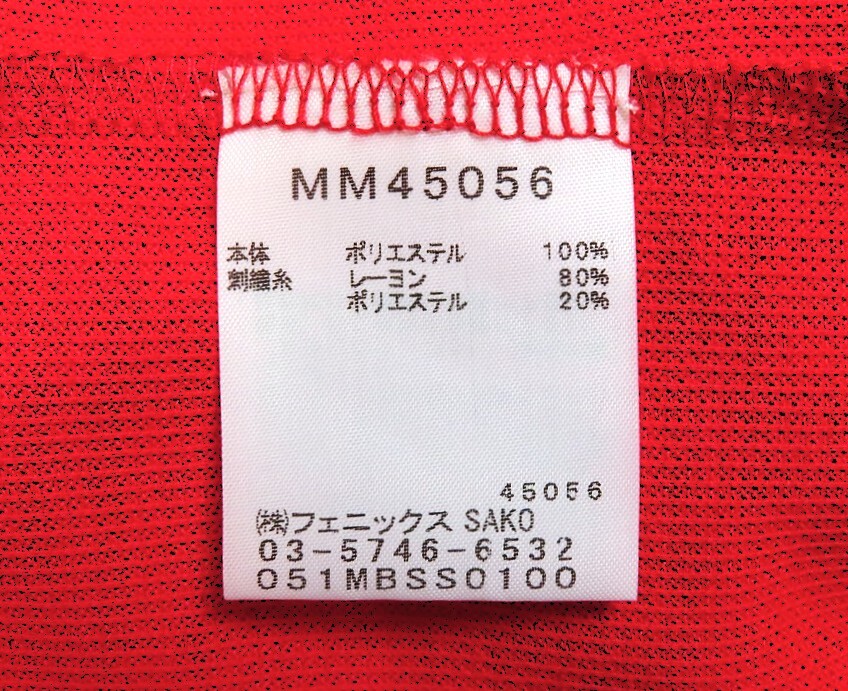 MM45056
本体 ポリエステル 100%
刺繍糸 レーヨン 80%
ポリエステル 20%
45056
㈱フェニックス SAKO
03-5746-6532
051MBSS0100